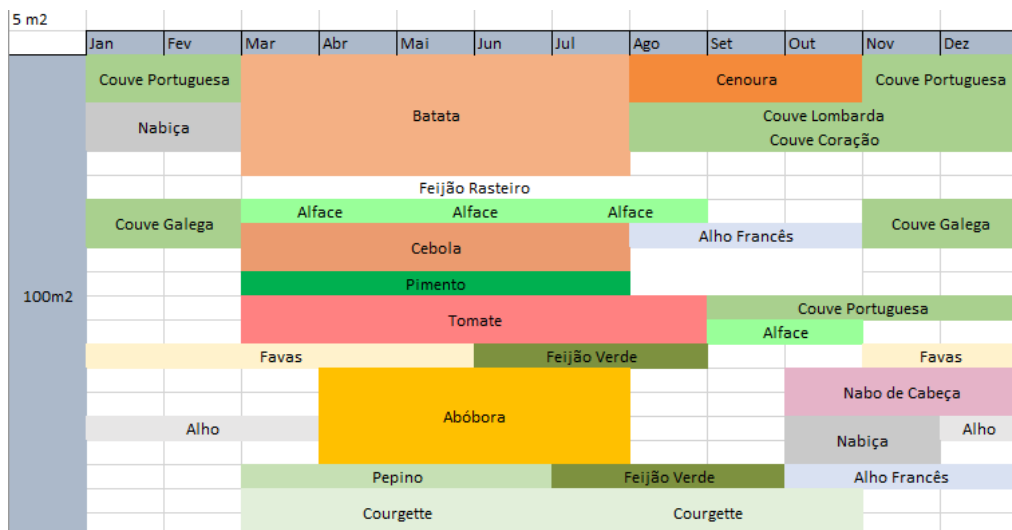 5 m2
Jan Fev Mar Abr Mai Jun Jul Ago Set Out Nov Dez
Couve Portuguesa Cenoura Couve Portuguesa
Batata
Nabiça Couve Lombarda
Couve Coração
Feijão Rasteiro
Alface Alface Alface
Couve Galega Couve Galega
Alho Francês
Cebola
Pimento
100m2
Couve Portuguesa
Tomate
Alface
Favas Feijão Verde Favas
Nabo de Cabeça
Abóbora
Alho Alho
Nabiça
Pepino Feijão Verde Alho Francês
Courgette Courgette